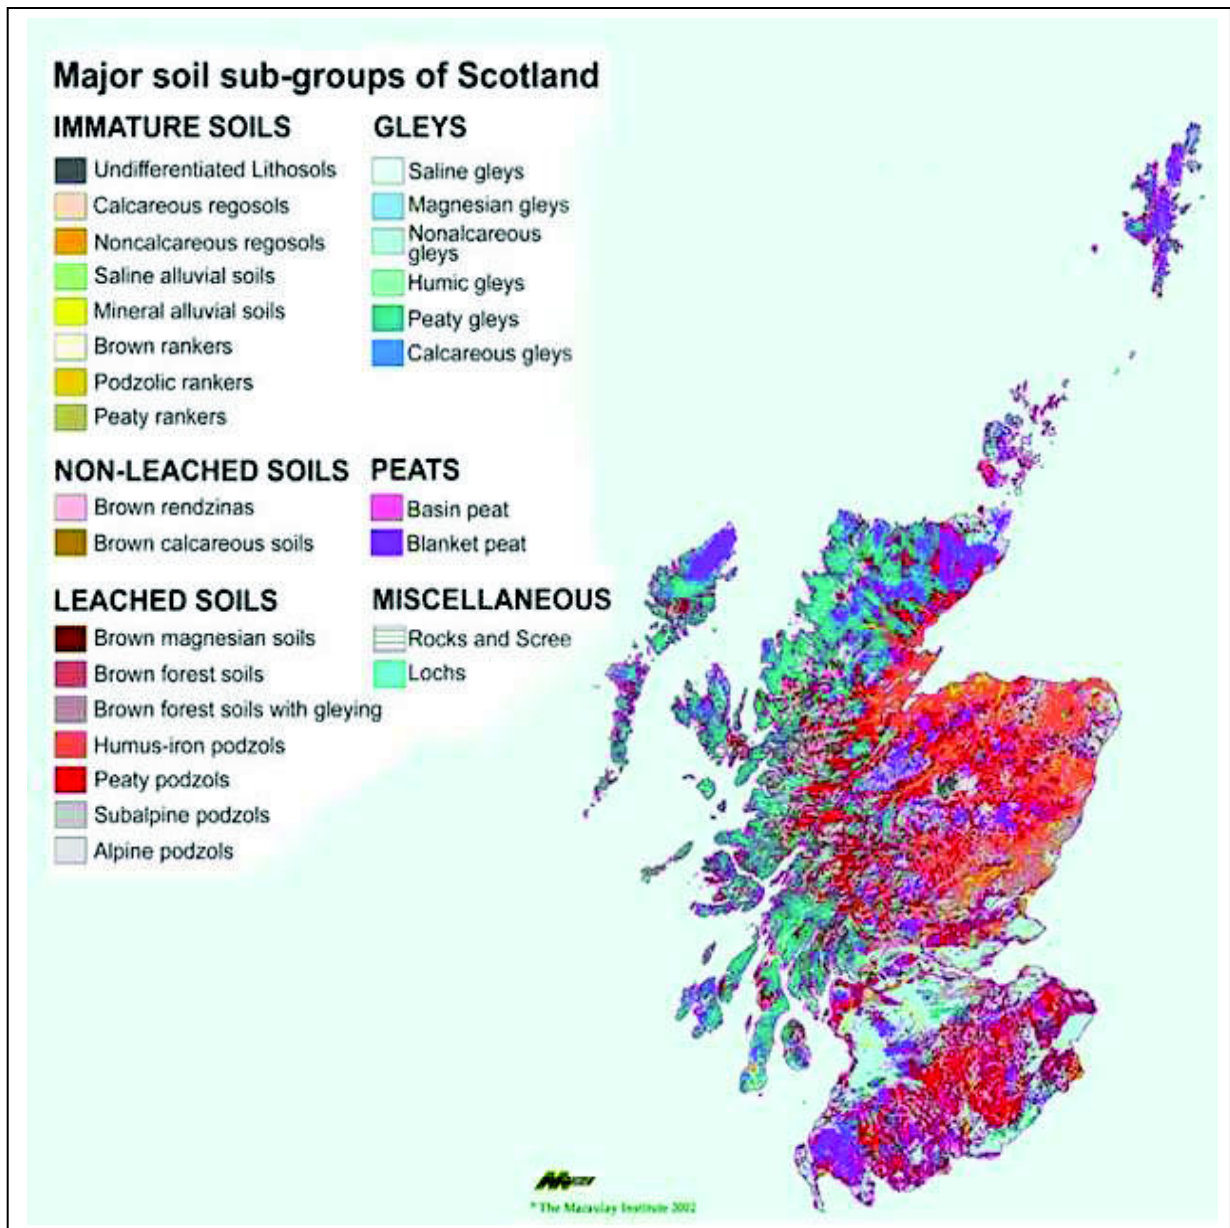 Major soil sub-groups of Scotland
IMMATURE SOILS
Undifferentiated Lithosols
Calcareous regosols
Noncalcareous regosols
Saline alluvial soils
Mineral alluvial soils
Brown rankers
Podzolic rankers
Peaty rankers
NON-LEACHED SOILS
Brown rendzinas
Brown calcareous soils
LEACHED SOILS
Brown magnesian soils
Brown forest soils
Brown forest soils with gleying
Humus-iron podzols
Peaty podzols
Subalpine podzols
Alpine podzols
GLEYS
Saline gleys
Magnesian gleys
Nonalcareous
gleys
Humic gleys
Peaty gleys
Calcareous gleys
PEATS
Basin peat
Blanket peat
MISCELLANEOUS
Rocks and Scree
Lochs
© The Macaulay Institute 2002